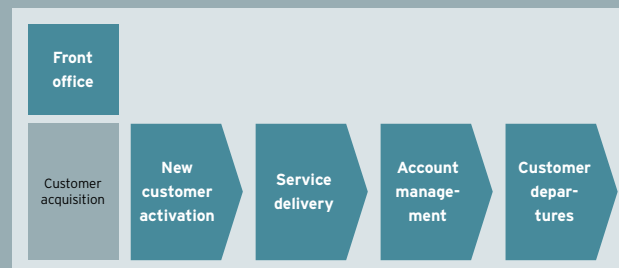 Front
office
Customer
acquisition
New
customer
activation
Service
delivery
Account
manage-
ment
Customer
depar-
tures